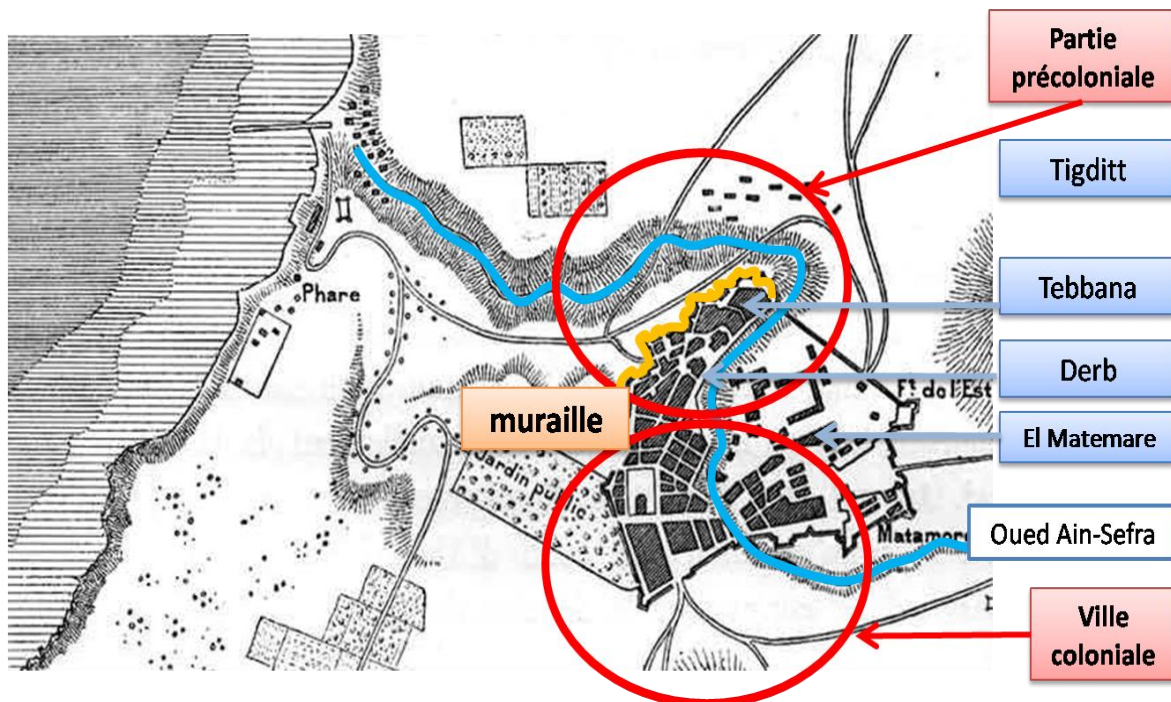 Partie
précoloniale
Tigditt
Tebbana
Derb
El Matemare
Oued Ain-Sefra
Ville
coloniale
muraille
Phare
Jardin public
Ft. de l'Est
Matamore